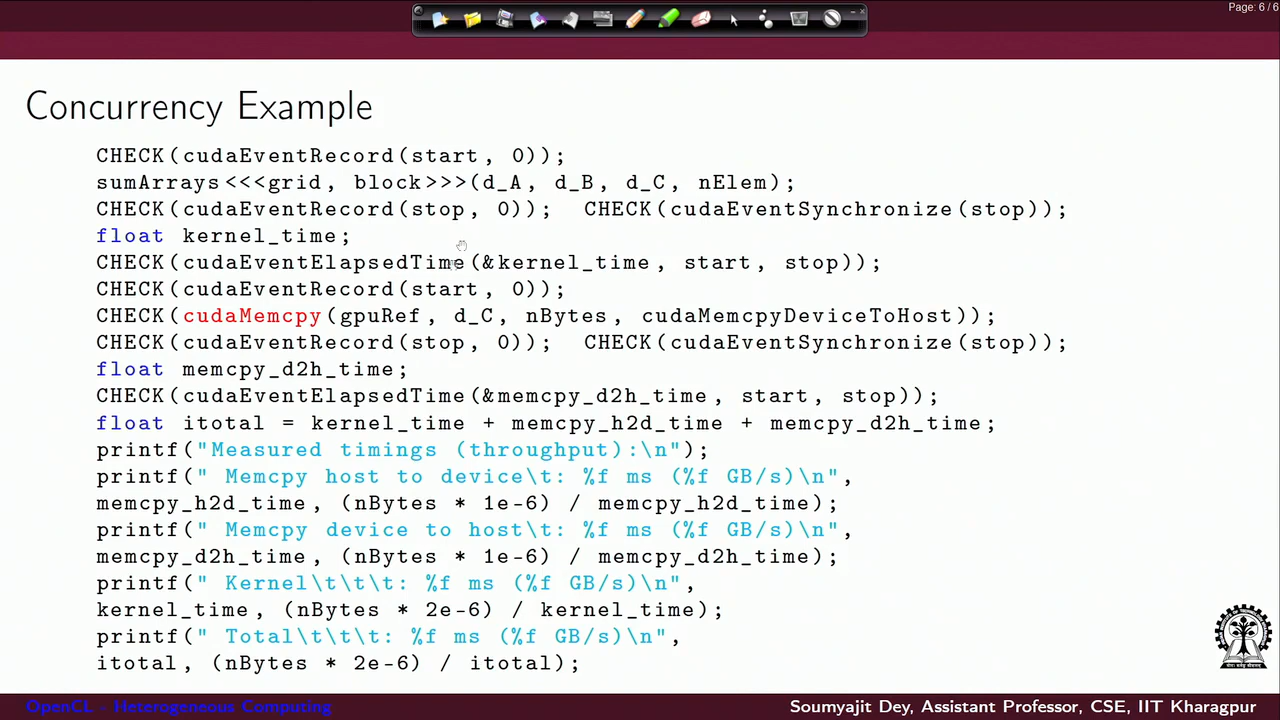 Page: 6 / 6
Concurrency Example
CHECK(cudaEventRecord(start, 0));
sumArrays<<<grid, block>>>(d_A, d_B, d_C, nElem);
CHECK(cudaEventRecord(stop, 0));  CHECK(cudaEventSynchronize(stop));
float kernel_time;
CHECK(cudaEventElapsedTime(&kernel_time, start, stop));
CHECK(cudaEventRecord(start, 0));
CHECK(cudaMemcpy(gpuRef, d_C, nBytes, cudaMemcpyDeviceToHost));
CHECK(cudaEventRecord(stop, 0));  CHECK(cudaEventSynchronize(stop));
float memcpy_d2h_time;
CHECK(cudaEventElapsedTime(&memcpy_d2h_time, start, stop));
float itotal = kernel_time + memcpy_h2d_time + memcpy_d2h_time;
printf("Measured timings (throughput):\n");
printf(" Memcpy host to device\t: %f ms (%f GB/s)\n",
memcpy_h2d_time, (nBytes * 1e-6) / memcpy_h2d_time);
printf(" Memcpy device to host\t: %f ms (%f GB/s)\n",
memcpy_d2h_time, (nBytes * 1e-6) / memcpy_d2h_time);
printf(" Kernel\t\t\t: %f ms (%f GB/s)\n",
kernel_time, (nBytes * 2e-6) / kernel_time);
printf(" Total\t\t\t: %f ms (%f GB/s)\n",
itotal, (nBytes * 2e-6) / itotal);
OpenCL – Heterogeneous Computing
Soumyajit Dey, Assistant Professor, CSE, IIT Kharagpur